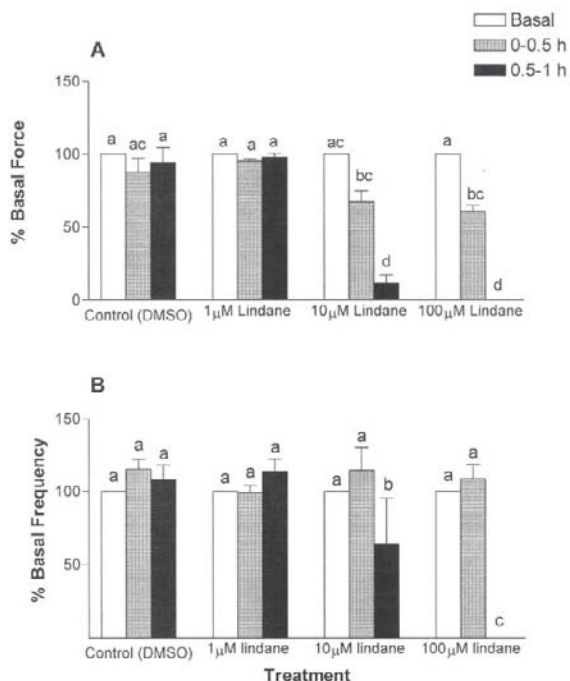 Basal
0-0.5 h
0.5-1 h
A
% Basal Force
150
100
50
0
a ac a a a a ac bc d a bc d
Control (DMSO) 1µM Lindane 10µM Lindane 100µM Lindane
B
% Basal Frequency
150
100
50
a a a a a a a a b a a c
Control (DMSO) 1µM lindane 10µM lindane 100µM lindane
Treatment